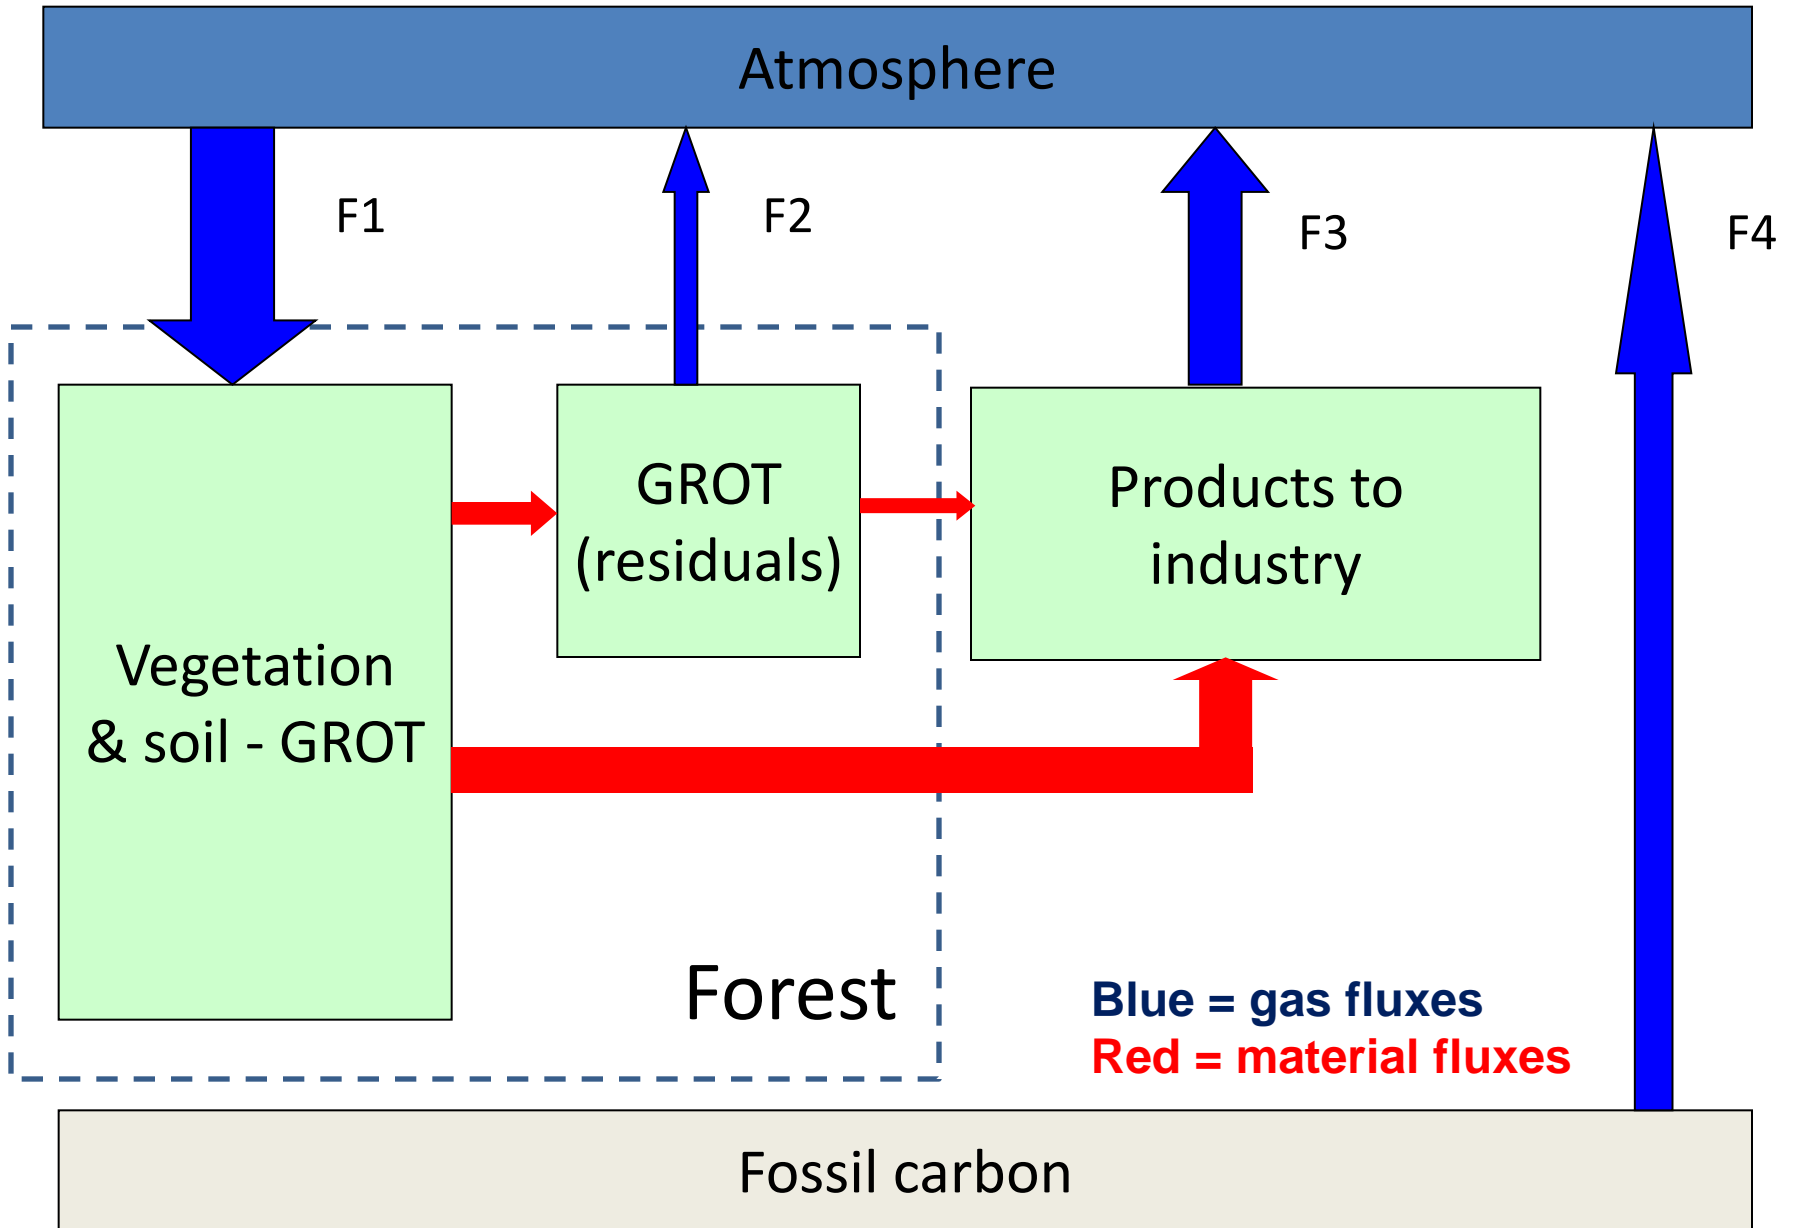 Atmosphere
F1
F2
F3
F4
GROT
(residuals)
Products to
industry
Vegetation
& soil - GROT
Forest
Blue = gas fluxes
Red = material fluxes
Fossil carbon